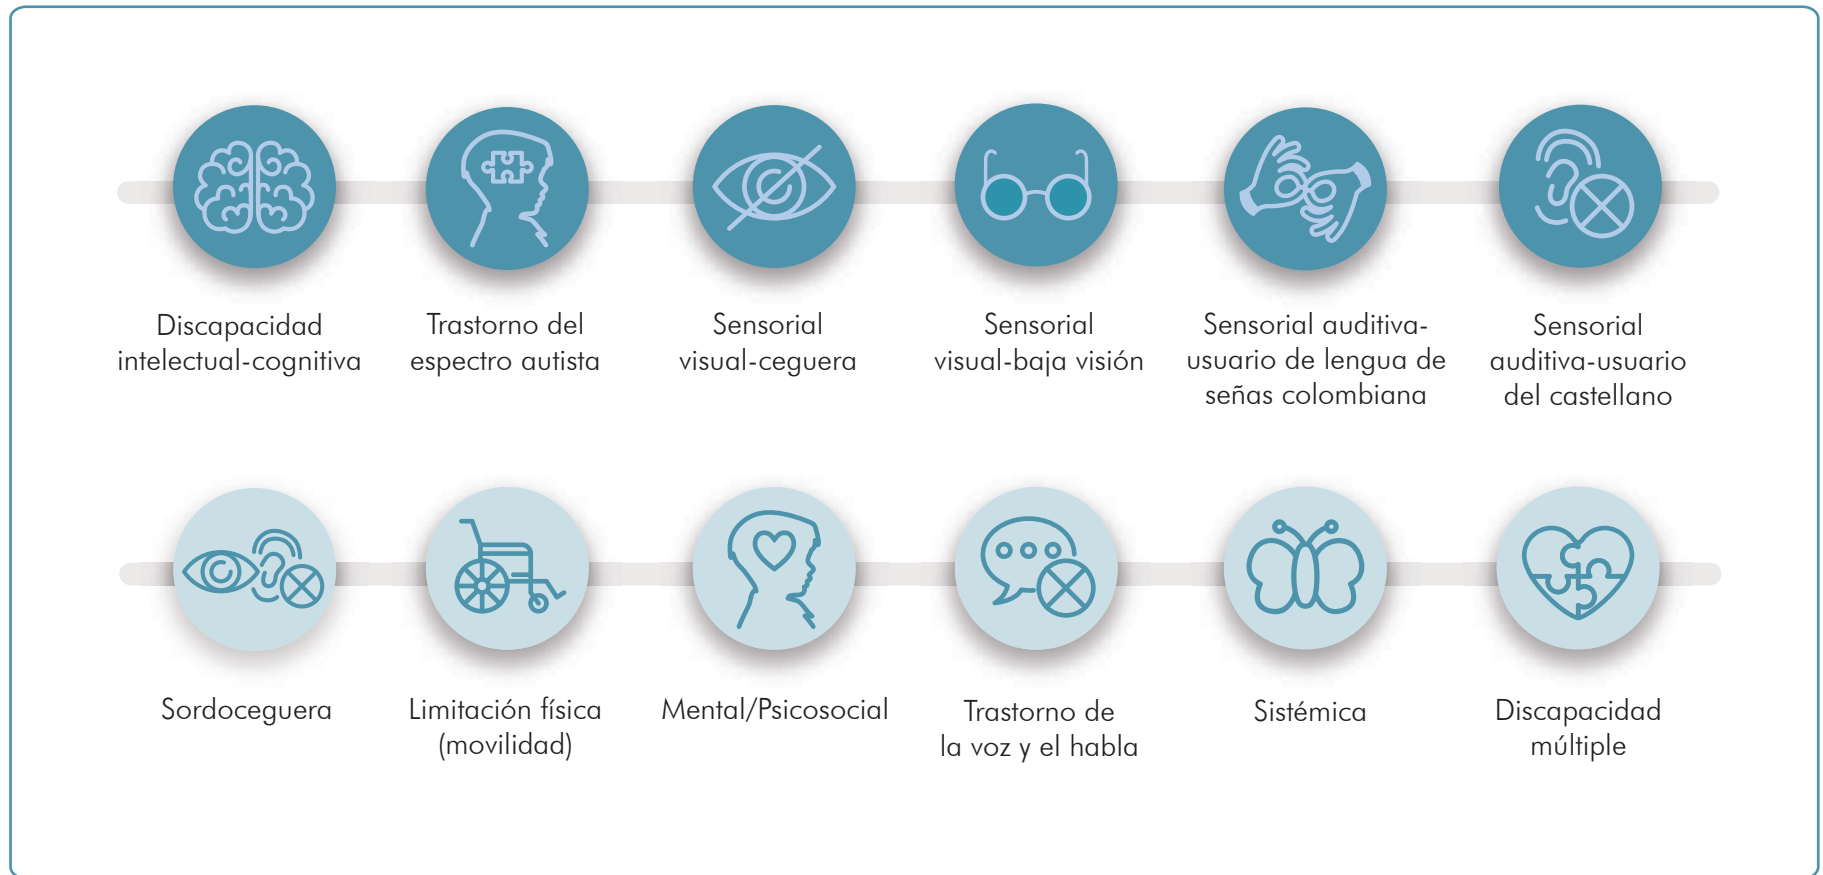 Discapacidad
intelectual-cognitiva
Trastorno del
espectro autista
Sensorial
visual-ceguera
Sensorial
visual-baja visión
Sensorial auditiva-
usuario de lengua de
señas colombiana
Sensorial
auditiva-usuario
del castellano
Sordoceguera
Limitación física
(movilidad)
Mental/Psicosocial
Trastorno de
la voz y el habla
Sistémica
Discapacidad
múltiple